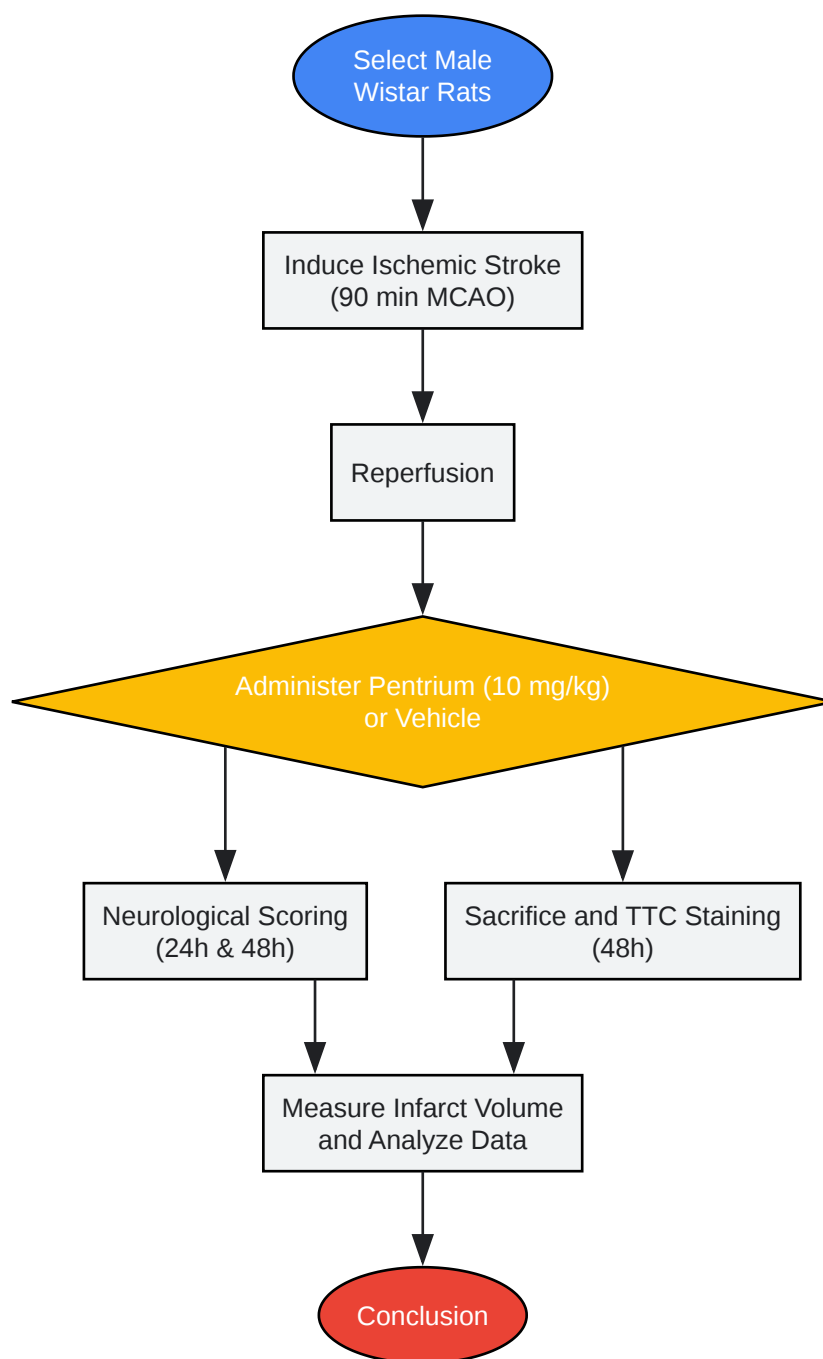 Select Male
Wistar Rats
Induce Ischemic Stroke
(90 min MCAO)
Reperfusion
Administer Pentrium (10 mg/kg)
or Vehicle
Neurological Scoring
(24h & 48h)
Sacrifice and TTC Staining
(48h)
Measure Infarct Volume
and Analyze Data
Conclusion